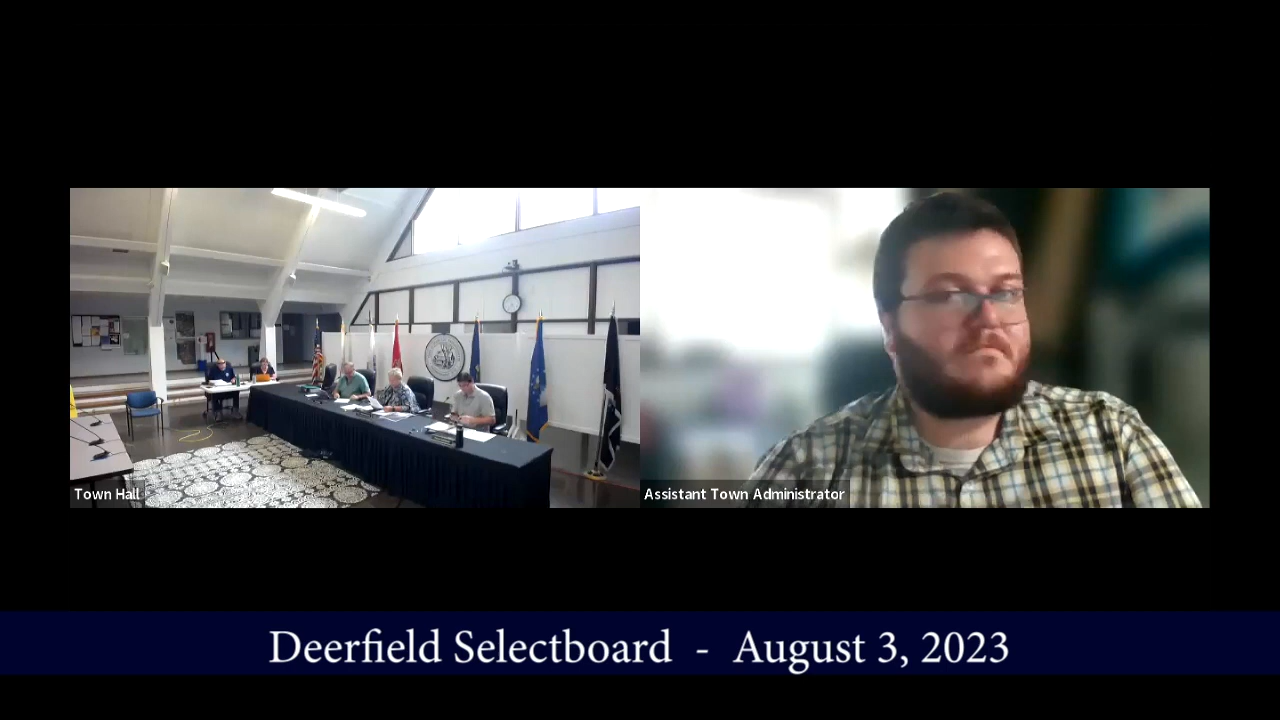 Town Hall
Assistant Town Administrator
Deerfield Selectboard - August 3, 2023